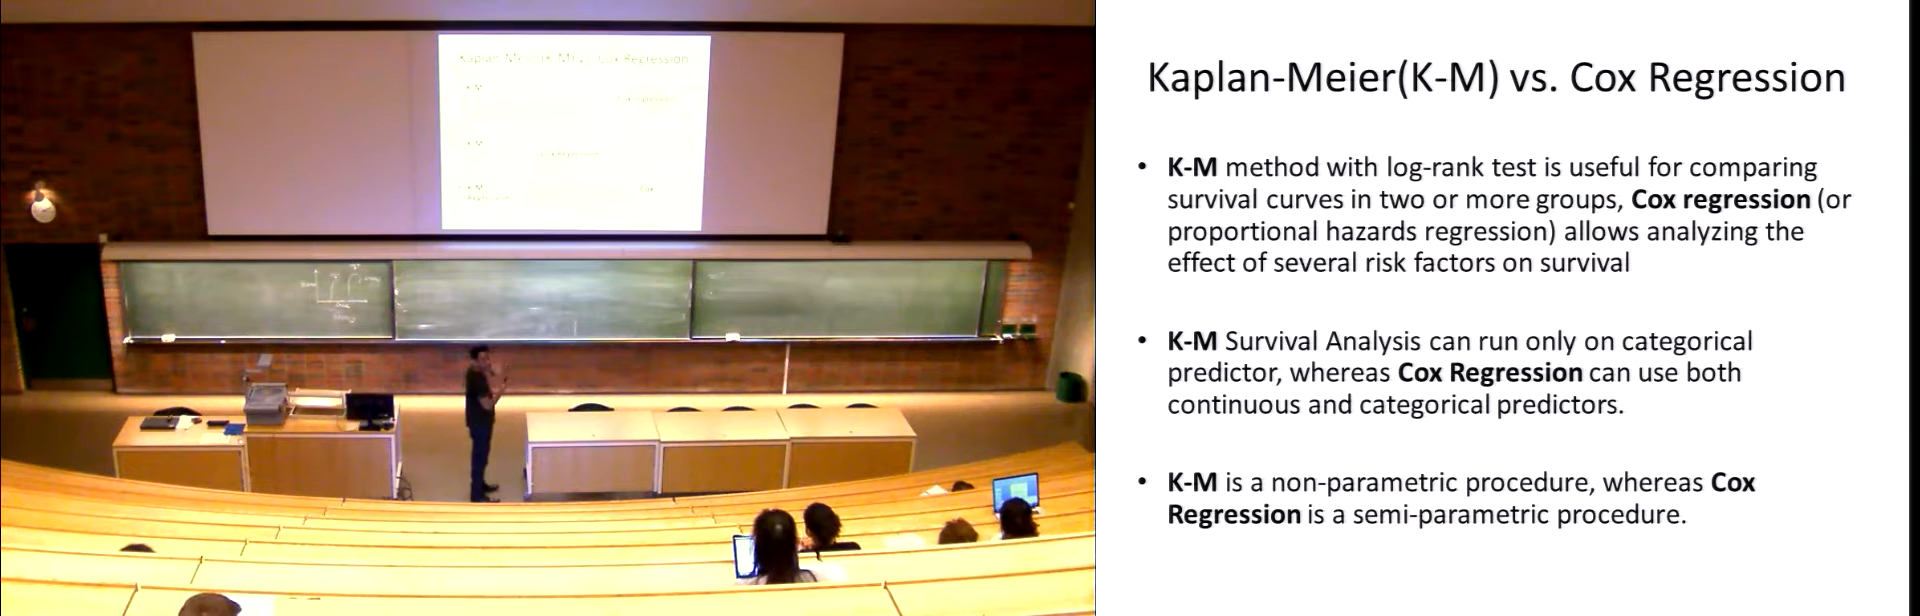 Kaplan-Meier(K-M) vs. Cox Regression
• K-M method with log-rank test is useful for comparing
survival curves in two or more groups, Cox regression (or
proportional hazards regression) allows analyzing the
effect of several risk factors on survival
• K-M Survival Analysis can run only on categorical
predictor, whereas Cox Regression can use both
continuous and categorical predictors.
• K-M is a non-parametric procedure, whereas Cox
Regression is a semi-parametric procedure.